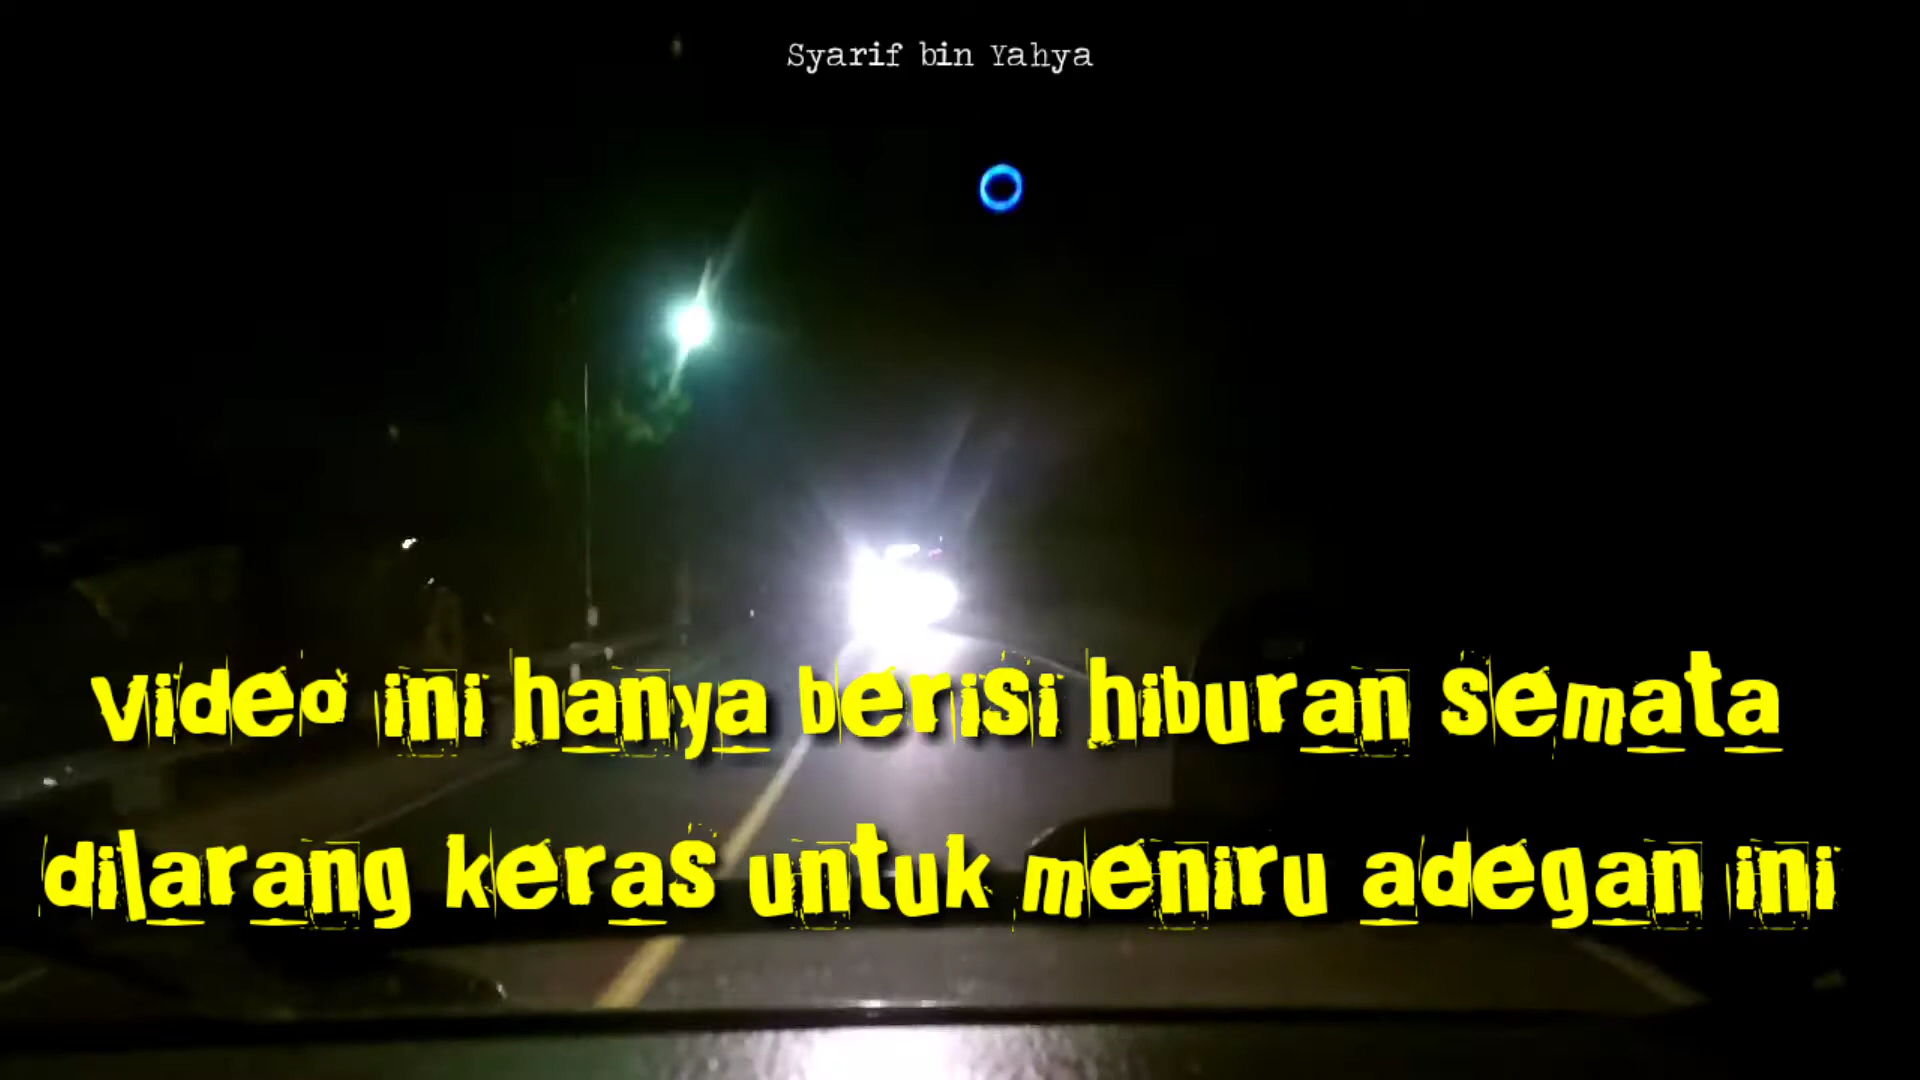 Syarif bin Yahya
Video ini hanya berisi hiburan semata
dilarang keras untuk meniru adegan ini